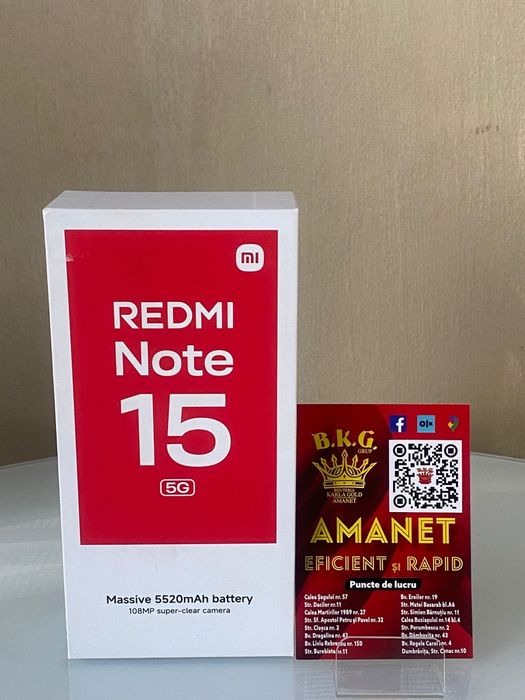 mi
REDMI
Note
15
5G
Massive 5520mAh battery
108MP super-clear camera
B.K.G.
GRUP
BIJUTERIA
KARLA GOLD
AMANET
AMANET
EFICIENT și RAPID
Puncte de lucru
Calea Șagului nr. 57
Str. Dacilor nr.11
Calea Martirilor 1989 nr. 27
Str. Sf. Apostol Petru și Pavel nr. 32
Str. Cloșca nr. 2
Bv. Dragalina nr. 42
Bv. Liviu Rebreanu nr. 150
Str. Burebista nr.11
Bv. Eroilor nr. 19
Str. Matei Basarab bl.A6
Str. Simion Bărnuțiu nr. 11
Calea Buziașului nr.14 bl.4
Str. Porumbescu nr. 2
Bv. Dâmbovița nr. 43
Bv. Regele Carol nr. 4
Dumbrăvița, Str. nr.10